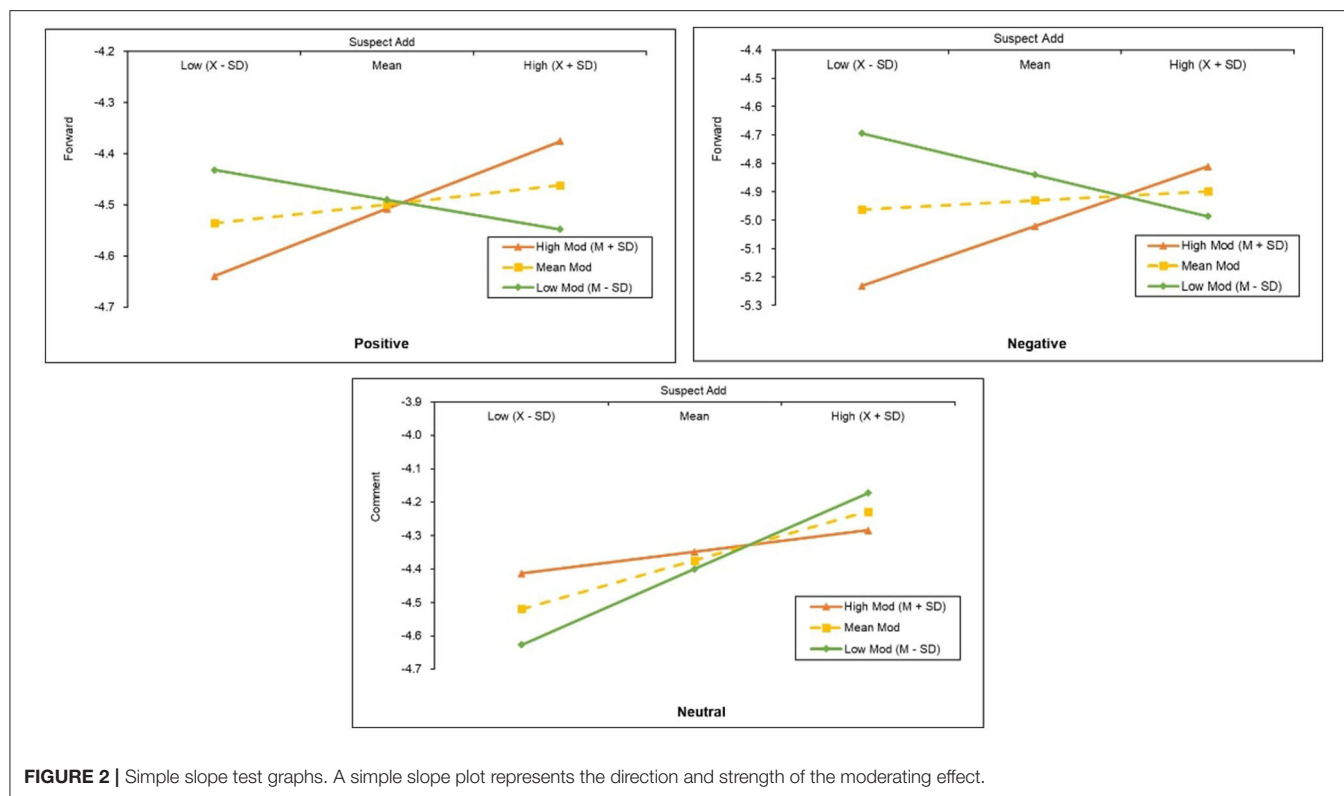 Suspect Add
-4.2
Low (X - SD) Mean High (X + SD)
-4.3
-4.4
Forward
-4.5
-4.6
-4.7
High Mod (M + SD)
Mean Mod
Low Mod (M - SD)
Positive
Suspect Add
-4.4
Low (X - SD) Mean High (X + SD)
-4.5
-4.6
-4.7
Forward
-4.8
-4.9
-5.0
-5.1
-5.2
-5.3
High Mod (M + SD)
Mean Mod
Low Mod (M - SD)
Negative
Suspect Add
-3.9
Low (X - SD) Mean High (X + SD)
-4.0
-4.1
-4.2
Comment
-4.3
-4.4
-4.5
-4.6
-4.7
High Mod (M + SD)
Mean Mod
Low Mod (M - SD)
Neutral
FIGURE 2 | Simple slope test graphs. A simple slope plot represents the direction and strength of the moderating effect.